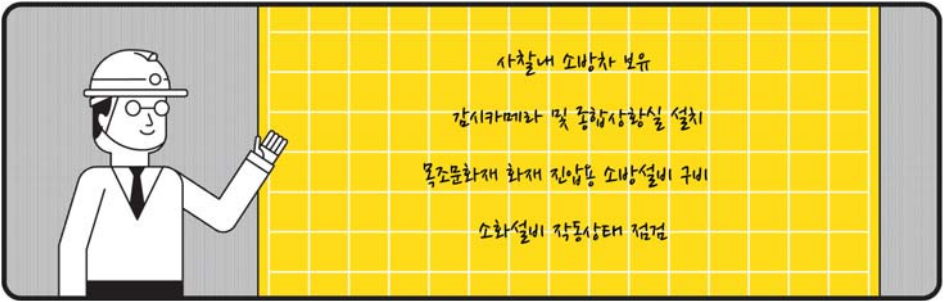 사찰내 소방차 보유
감시카메라 및 종합상황실 설치
목조문화재 화재 진압용 소방설비 구비
소화설비 작동상태 점검